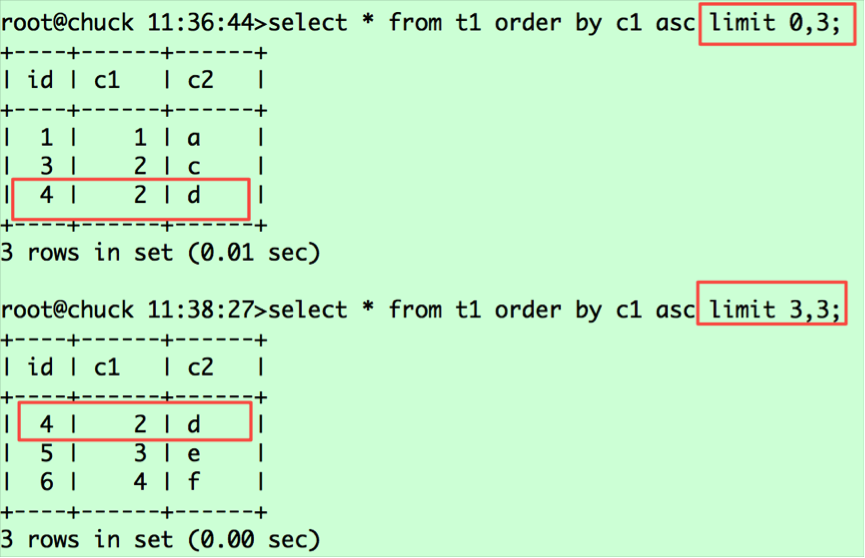 root@chuck 11:36:44>select * from t1 order by c1 asc limit 0,3;
+----+------+------+
| id | c1   | c2   |
+----+------+------+
|  1 |    1 | a    |
|  3 |    2 | c    |
|  4 |    2 | d    |
+----+------+------+
3 rows in set (0.01 sec)
root@chuck 11:38:27>select * from t1 order by c1 asc limit 3,3;
+----+------+------+
| id | c1   | c2   |
+----+------+------+
|  4 |    2 | d    |
|  5 |    3 | e    |
|  6 |    4 | f    |
+----+------+------+
3 rows in set (0.00 sec)